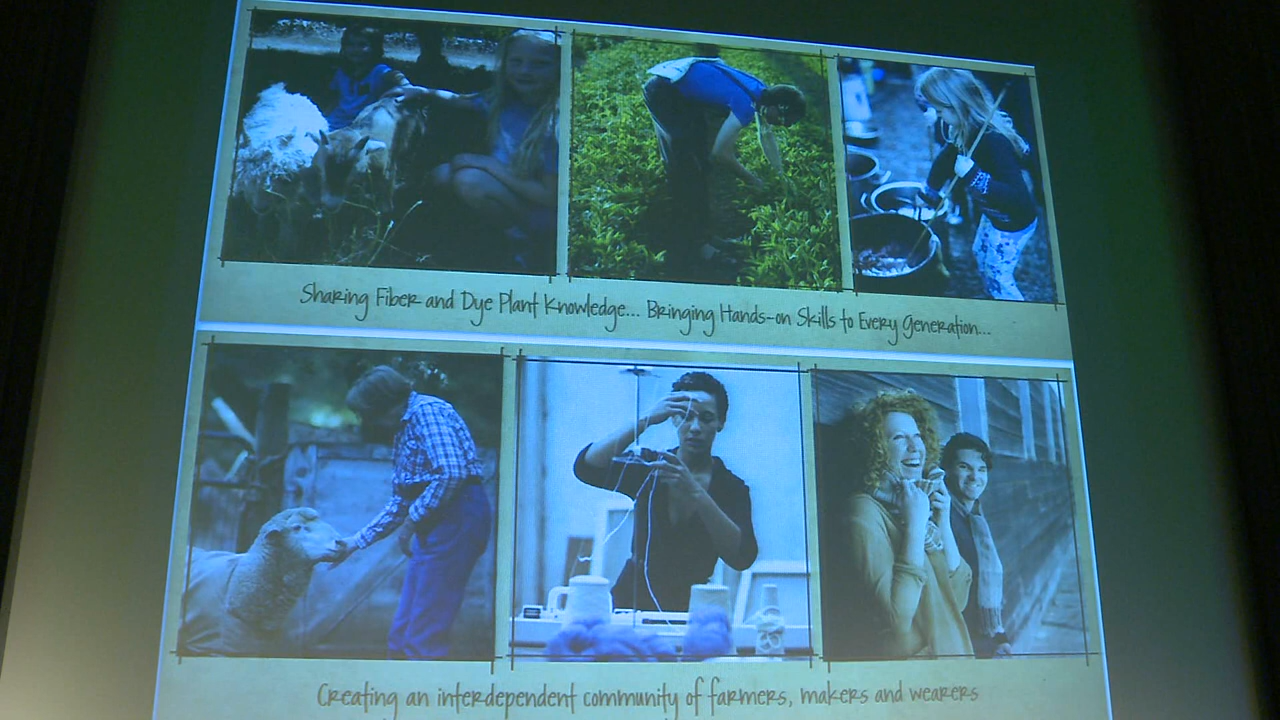 Sharing Fiber and Dye Plant Knowledge... Bringing Hands-on Skills to Every Generation...
Creating an interdependent community of farmers, makers and wearers